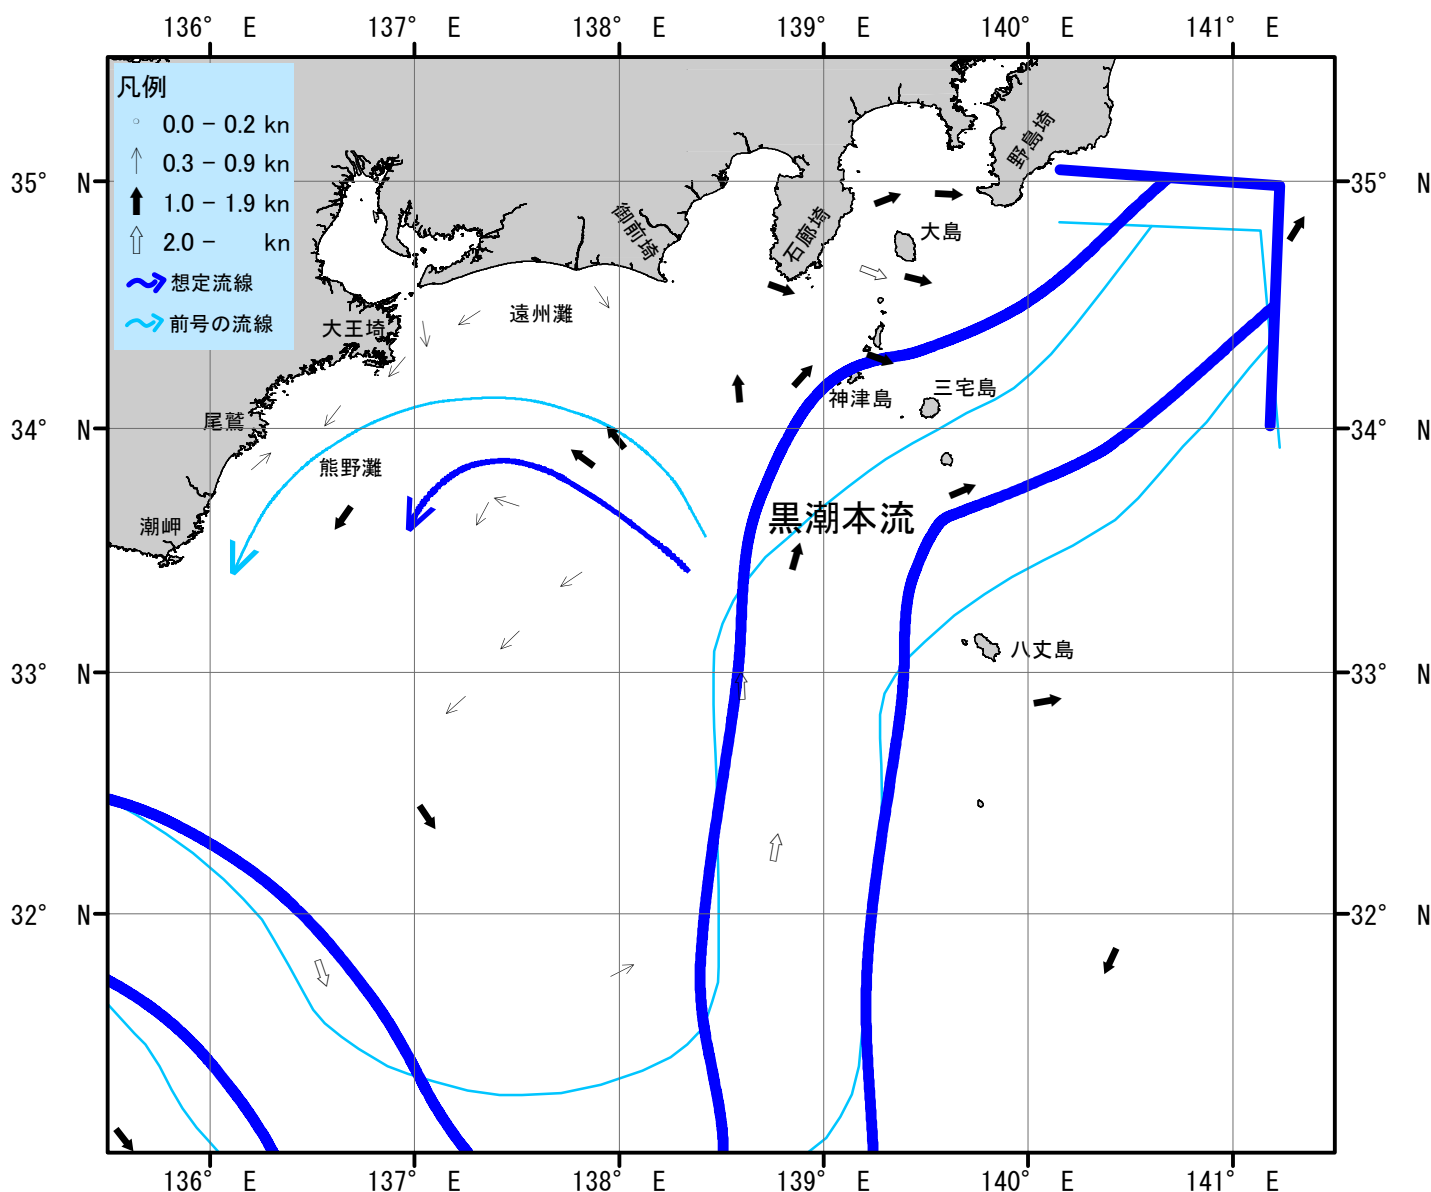 136° E 137° E 138° E 139° E 140° E 141° E
凡例
0.0 - 0.2 kn
0.3 - 0.9 kn
1.0 - 1.9 kn
2.0 - kn
想定流線
前号の流線
35° N
35° N
野島埼
御前埼
石廊埼
大島
遠州灘
大王埼
神津島
三宅島
尾鷲
34° N
34° N
熊野灘
黒潮本流
潮岬
八丈島
33° N
33° N
32° N
32° N
136° E 137° E 138° E 139° E 140° E 141° E